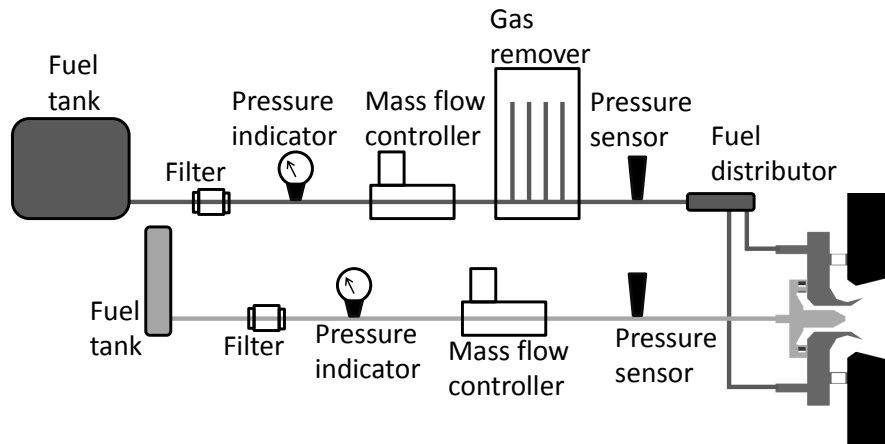 Fuel
tank
Filter
Pressure
indicator
Mass flow
controller
Gas
remover
Pressure
sensor
Fuel
distributor
Fuel
tank
Filter
Pressure
indicator
Mass flow
controller
Pressure
sensor